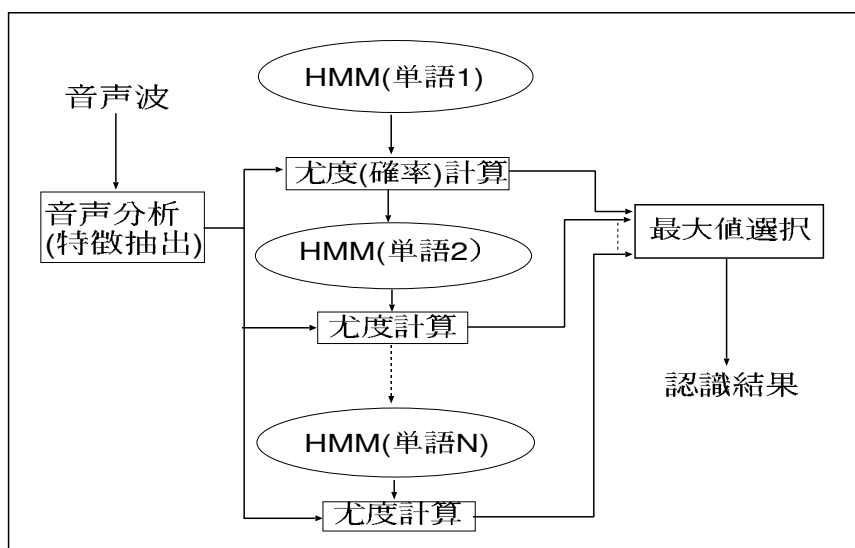 HMM(単語1)
音声波
尤度(確率)計算
音声分析
(特徴抽出)
最大値選択
HMM(単語2)
尤度計算
認識結果
HMM(単語N)
尤度計算